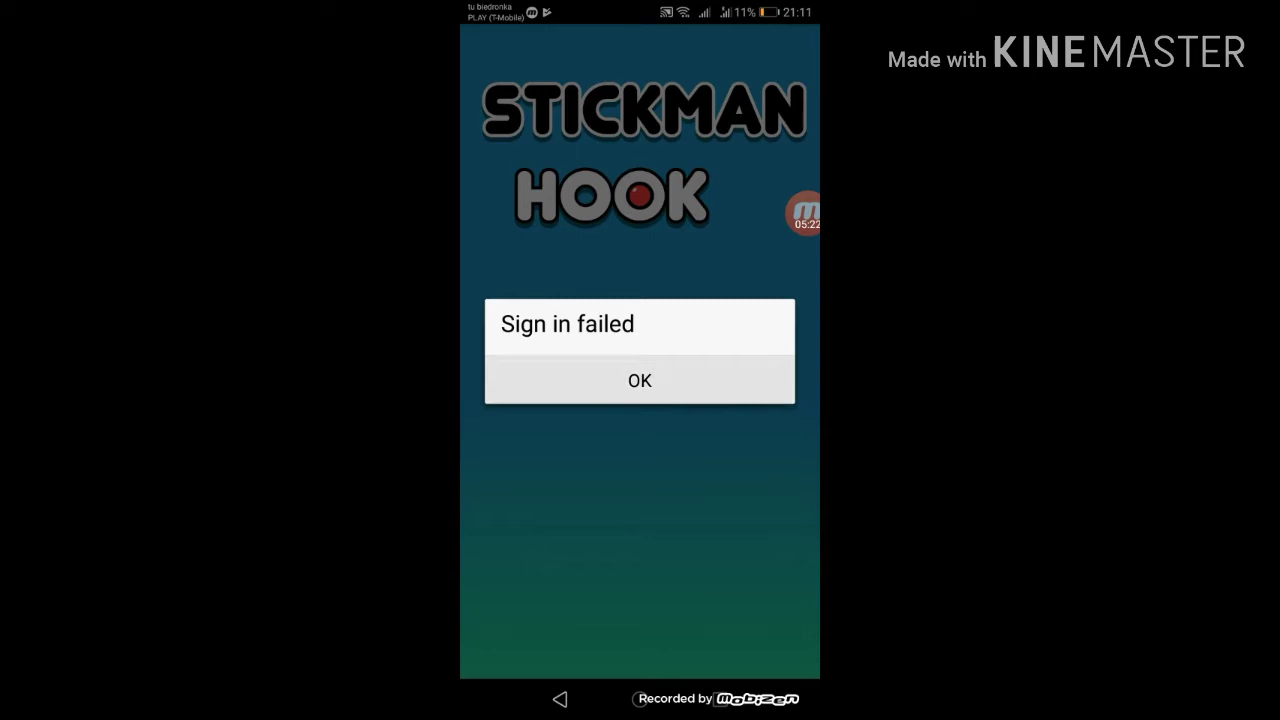 tu biedronka
PLAY (T-Mobile)
11% 21:11
Made with KINEMASTER
STICKMAN
HOOK
m
05:22
Sign in failed
OK
Recorded by mobizen